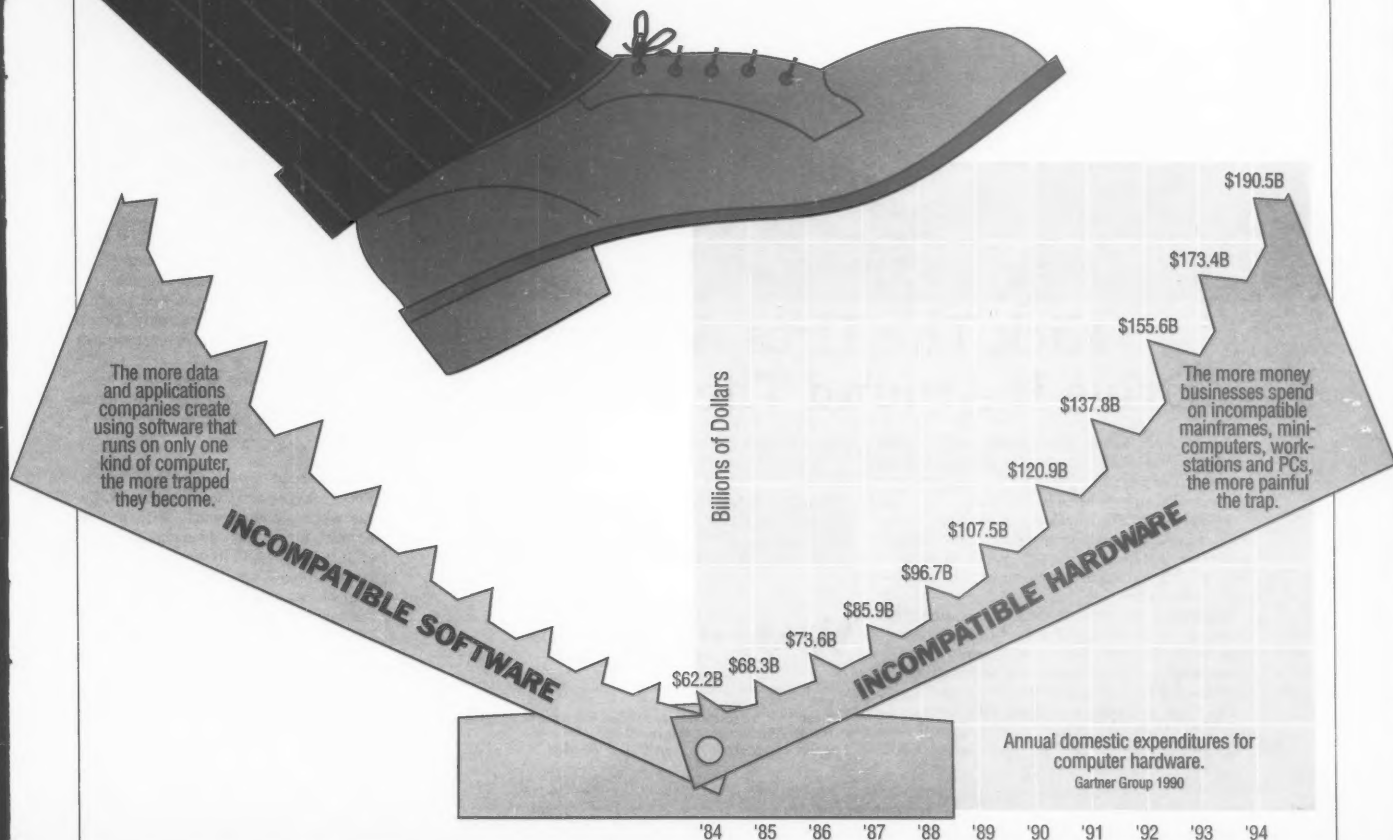 $190.5B
$173.4B
$155.6B
$137.8B
$120.9B
$107.5B
$96.7B
$85.9B
$73.6B
$68.3B
$62.2B
Billions of Dollars
The more data
and applications
companies create
using software that
runs on only one
kind of computer,
the more trapped
they become.
INCOMPATIBLE SOFTWARE
The more money
businesses spend
on incompatible
mainframes, mini-
computers, work-
stations and PCs,
the more painful
the trap.
INCOMPATIBLE HARDWARE
Annual domestic expenditures for
computer hardware.
Gartner Group 1990
'84 '85 '86 '87 '88 '89 '90 '91 '92 '93 '94